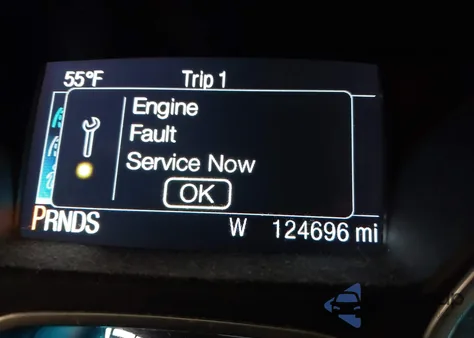 55°F Trip 1
Engine
Fault
Service Now
OK
PRNDS W 124696 mi